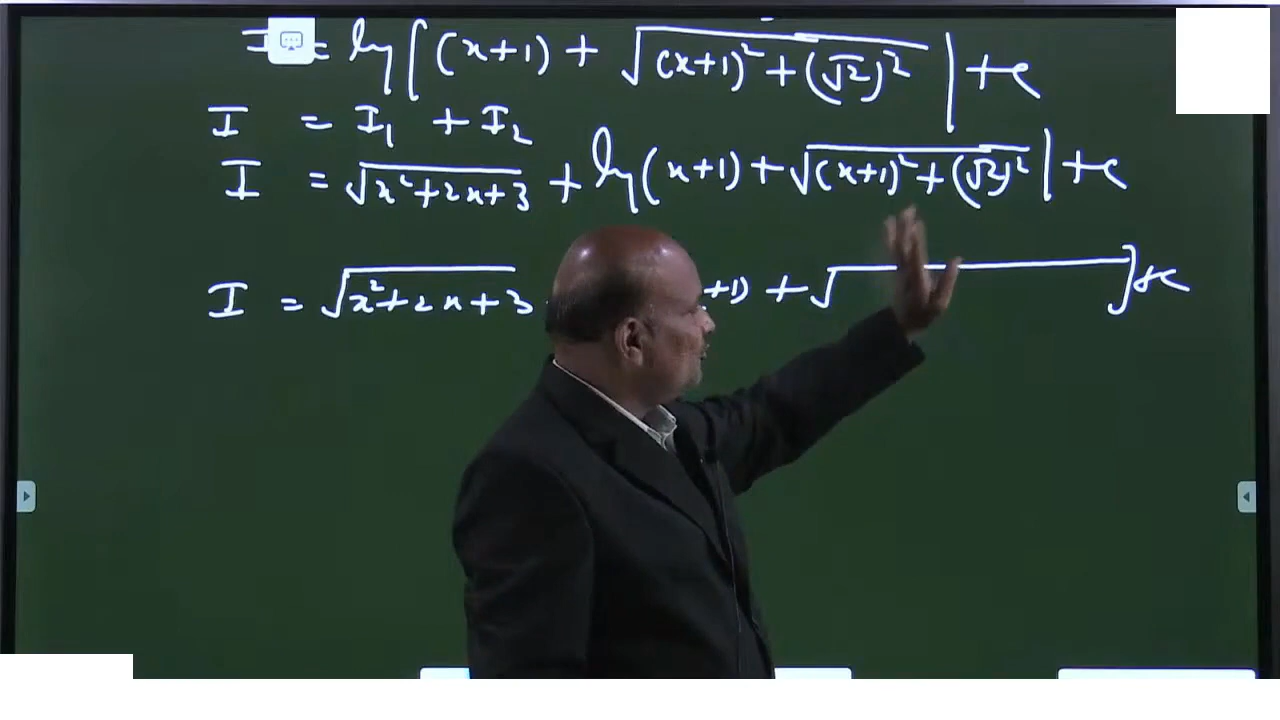 I = log[(x+1) + √((x+1)² + (√2)²)| + c
I = I₁ + I₂
I = √(x²+2x+3) + log(x+1) + √((x+1)² + (√2)²)| + c
I = √(x²+2x+3) +1) + √ ] + c